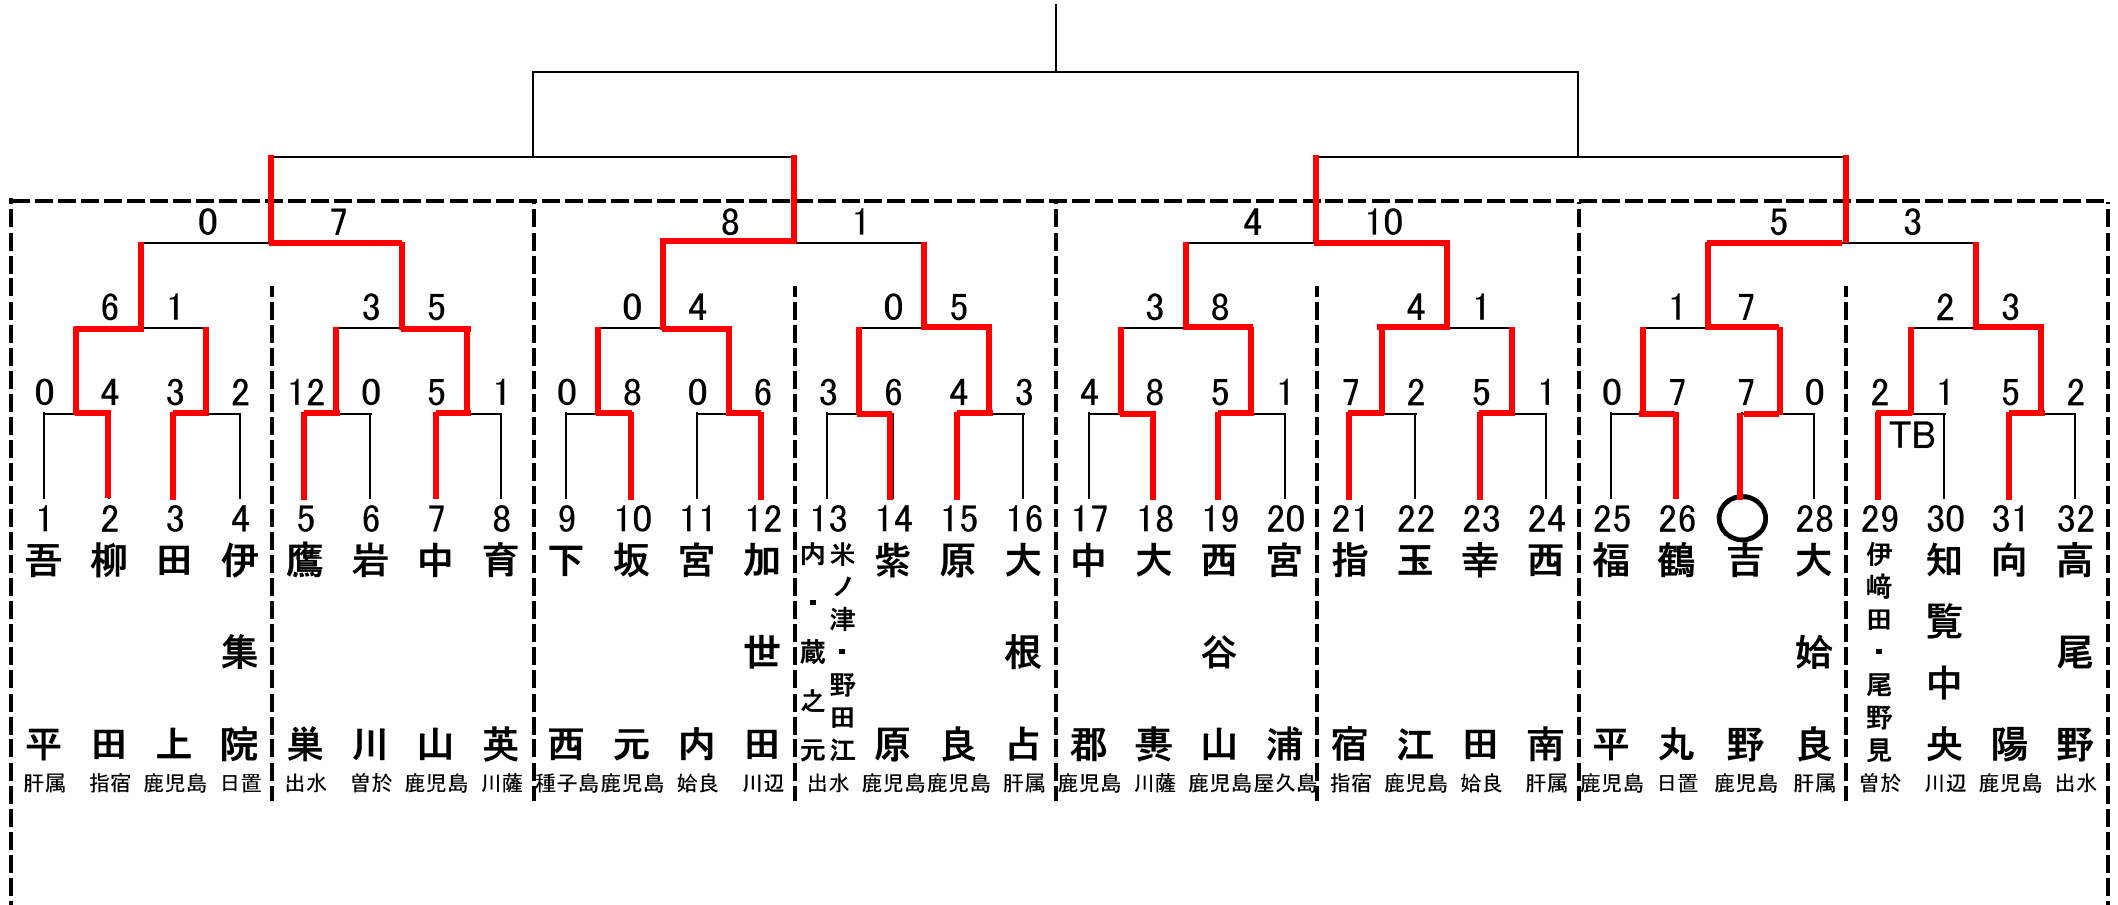 0 7 8 1 4 10 5 3
6 1 3 5 0 4 0 5 3 8 4 1 1 7 2 3
0 4 3 2 12 0 5 1 0 8 0 6 3 6 4 3 4 8 5 1 7 2 5 1 0 7 7 0 2 1 5 2
TB
1 2 3 4 5 6 7 8 9 10 11 12 13 14 15 16 17 18 19 20 21 22 23 24 25 26 28 29 30 31 32
吾平
柳田
田上
伊集院
鷹巣
岩川
中山
育英
下西
坂元
宮内
加世田
米ノ津・野田江
内・蔵之元
紫原
原良
大根占
中郡
大
西谷山
宮浦
指宿
玉江
幸田
西南
福平
鶴丸
吉野
大姶良
伊﨑田・尾野見
知覧中央
向陽
高尾野
肝属 指宿 鹿児島 日置 出水 曽於 鹿児島 川薩 種子島 鹿児島 姶良 川辺 出水 鹿児島 鹿児島 肝属 鹿児島 川薩 鹿児島 屋久島 指宿 鹿児島 姶良 肝属 鹿児島 日置 鹿児島 肝属 曽於 川辺 鹿児島 出水